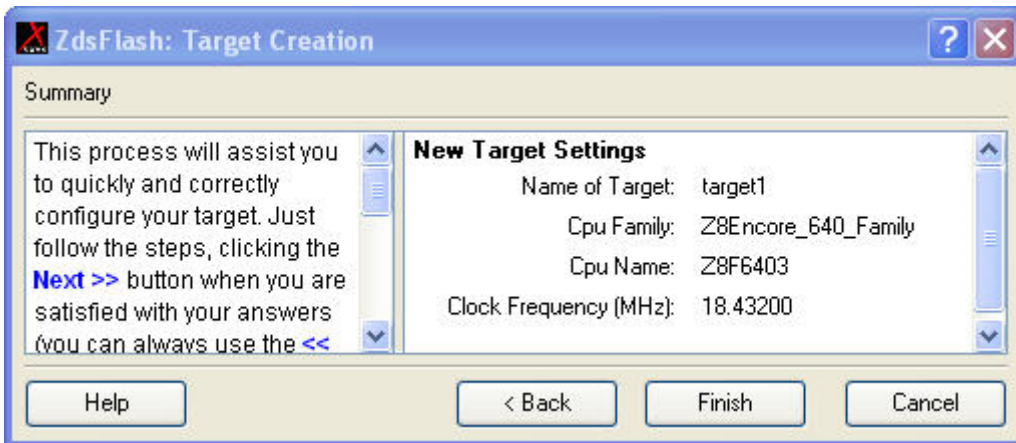 ZdsFlash: Target Creation
Summary
This process will assist you
to quickly and correctly
configure your target. Just
follow the steps, clicking the
Next >> button when you are
satisfied with your answers
(you can always use the <<
New Target Settings
Name of Target: target1
Cpu Family: Z8Encore_640_Family
Cpu Name: Z8F6403
Clock Frequency (MHz): 18.43200
Help
< Back
Finish
Cancel